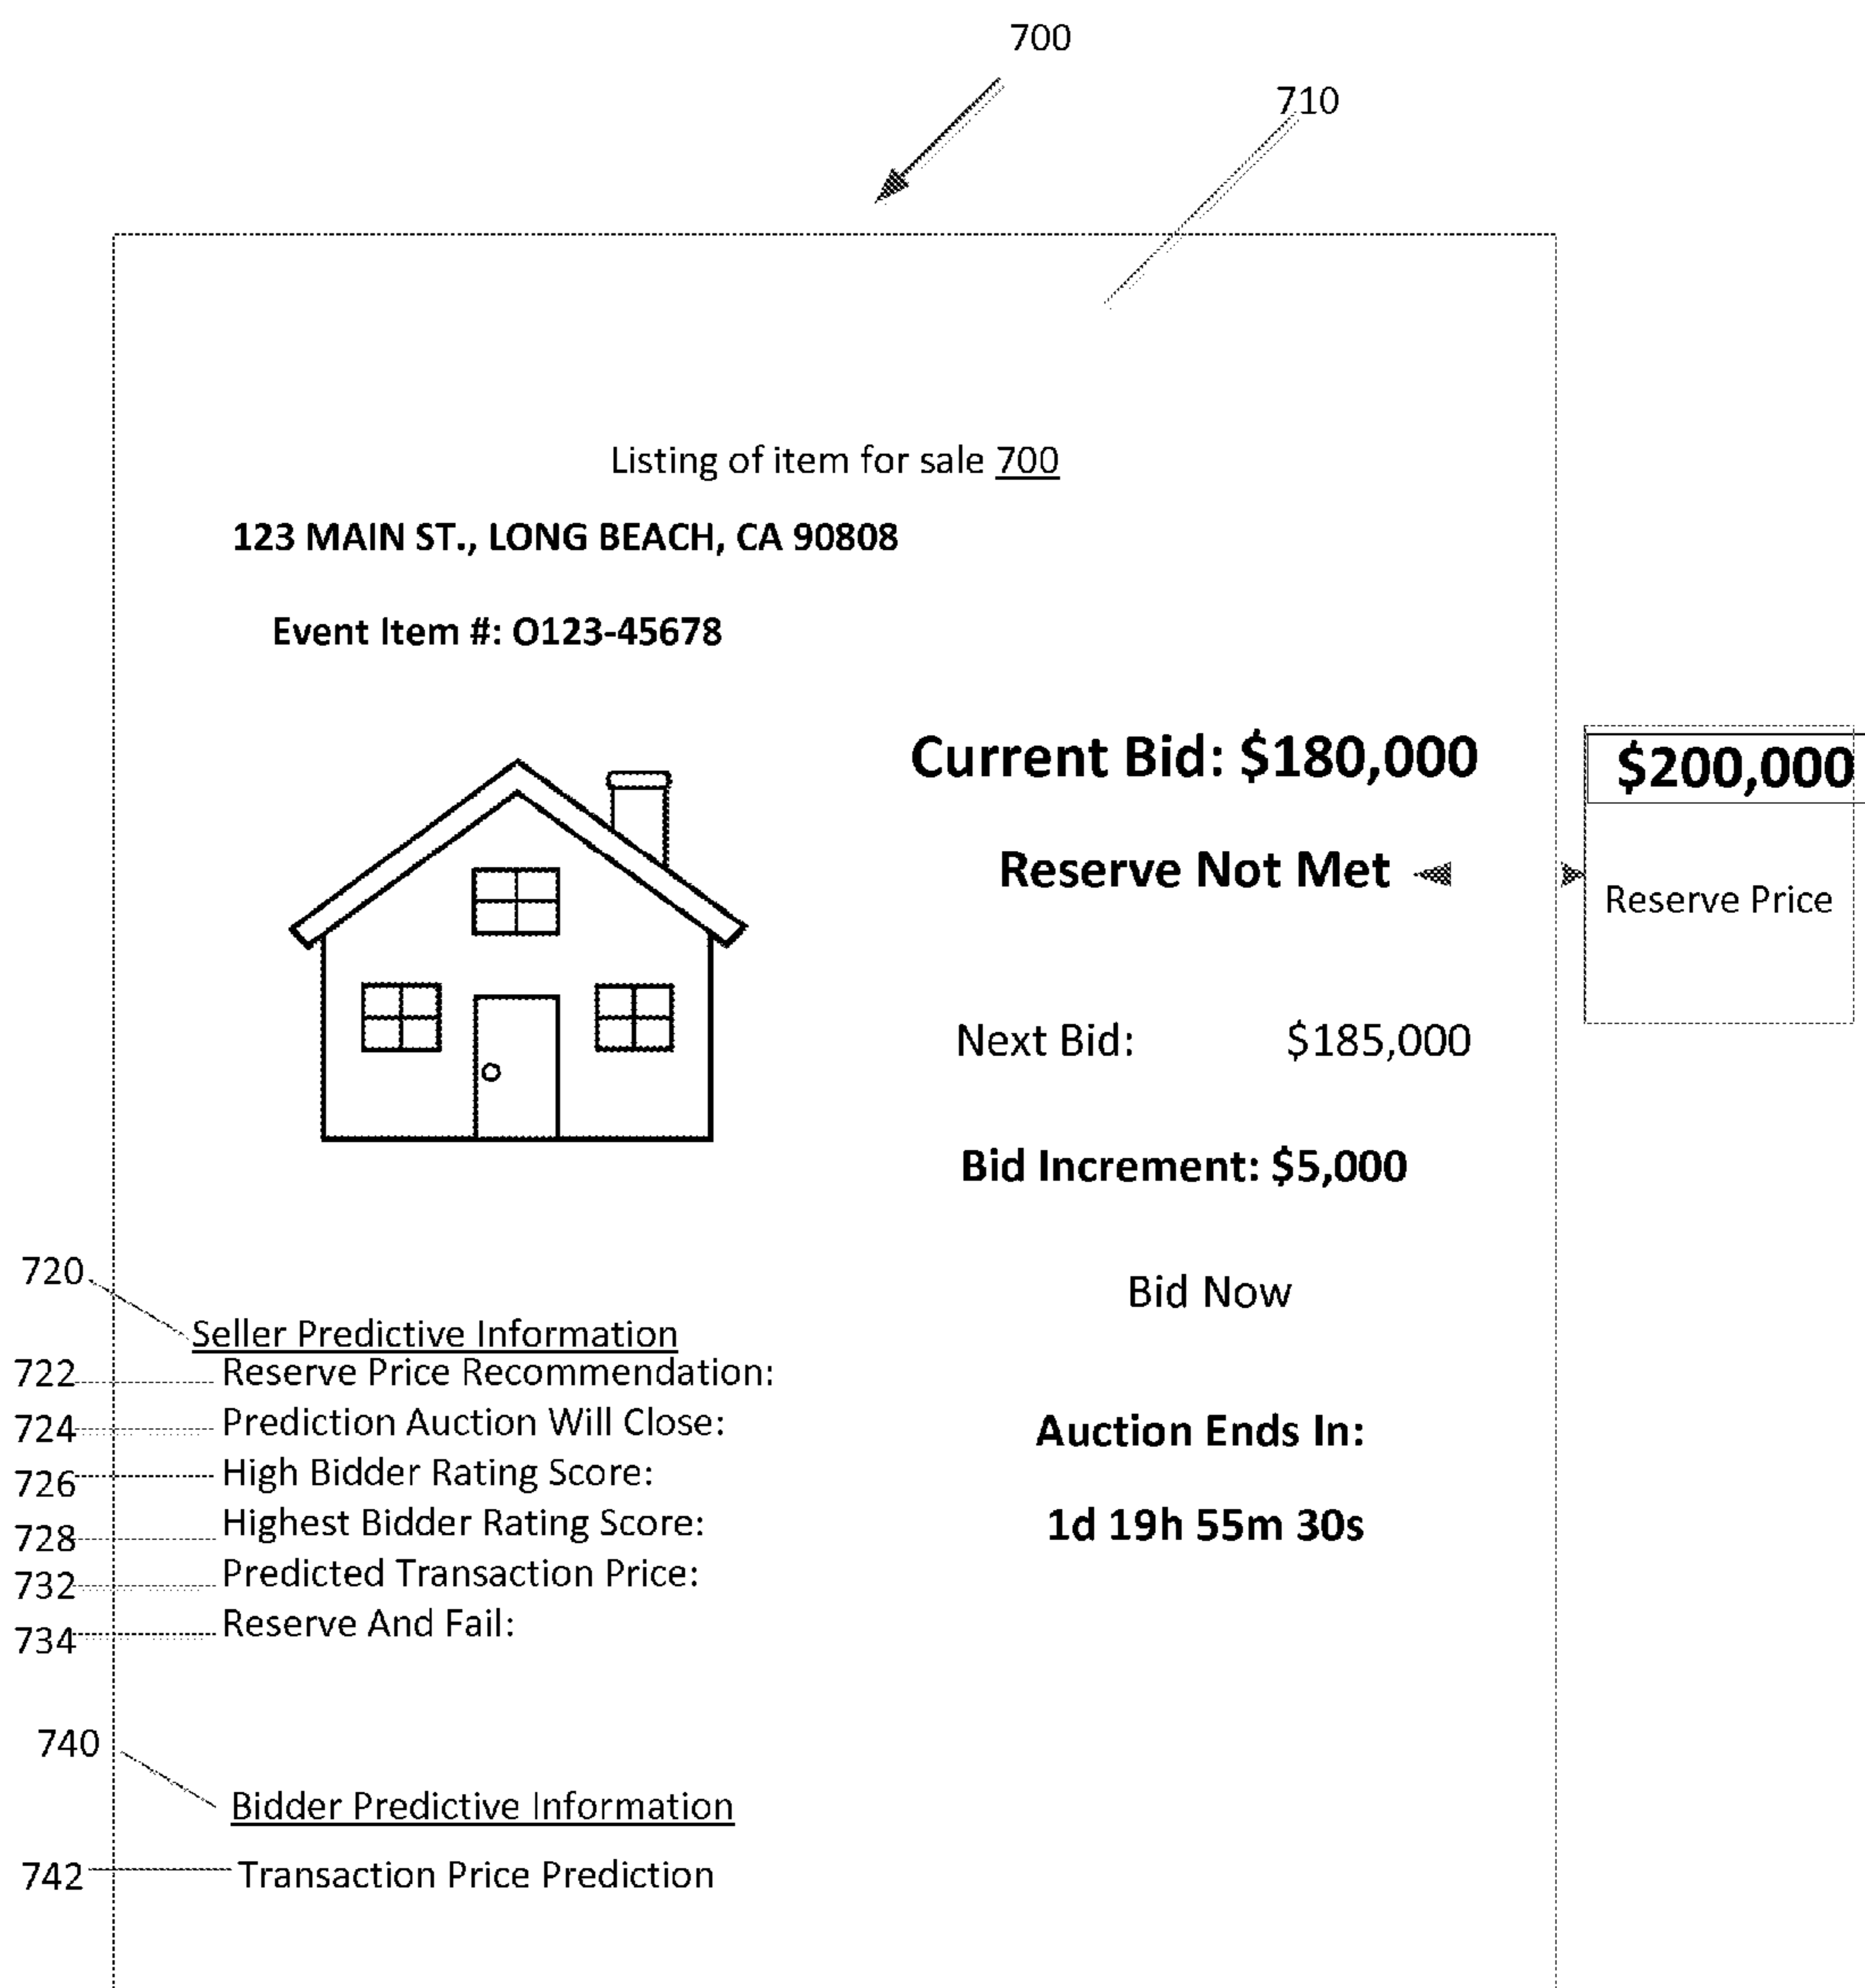 700
710
Listing of item for sale 700
123 MAIN ST., LONG BEACH, CA 90808
Event Item #: O123-45678
Current Bid: $180,000
$200,000
Reserve Not Met
Reserve Price
Next Bid: $185,000
Bid Increment: $5,000
Bid Now
Auction Ends In:
1d 19h 55m 30s
720
Seller Predictive Information
722 Reserve Price Recommendation:
724 Prediction Auction Will Close:
726 High Bidder Rating Score:
728 Highest Bidder Rating Score:
732 Predicted Transaction Price:
734 Reserve And Fail:
740
Bidder Predictive Information
742 Transaction Price Prediction